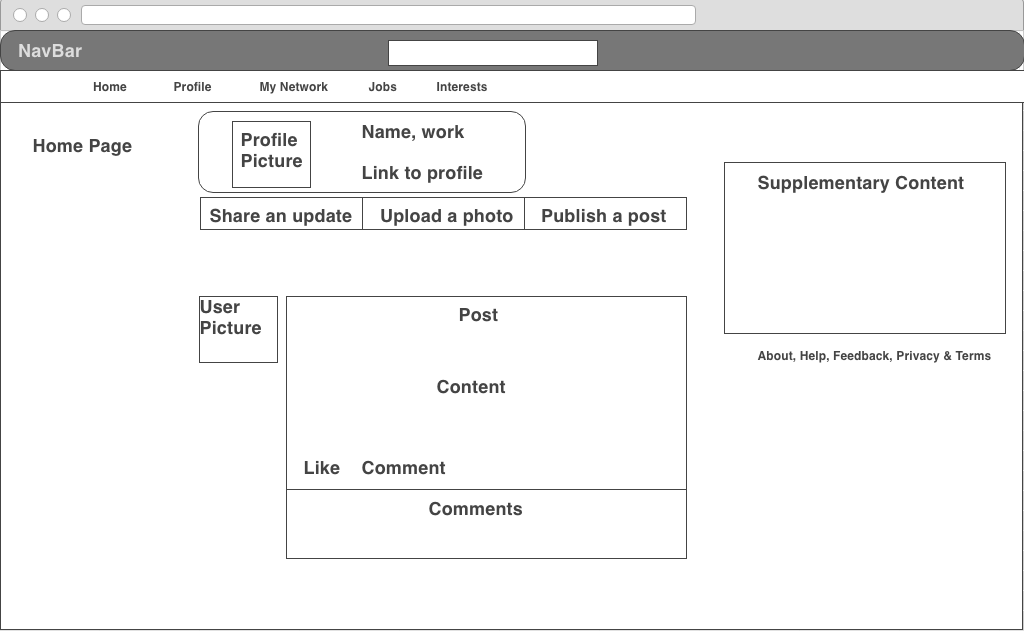 NavBar
Home Profile My Network Jobs Interests
Home Page
Profile
Picture
Name, work
Link to profile
Share an update Upload a photo Publish a post
Supplementary Content
About, Help, Feedback, Privacy & Terms
User
Picture
Post
Content
Like Comment
Comments